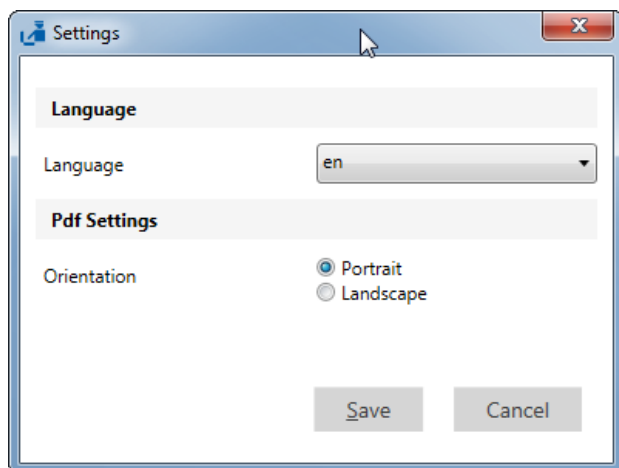 Settings
Language
Language
en
Pdf Settings
Orientation
Portrait
Landscape
Save
Cancel